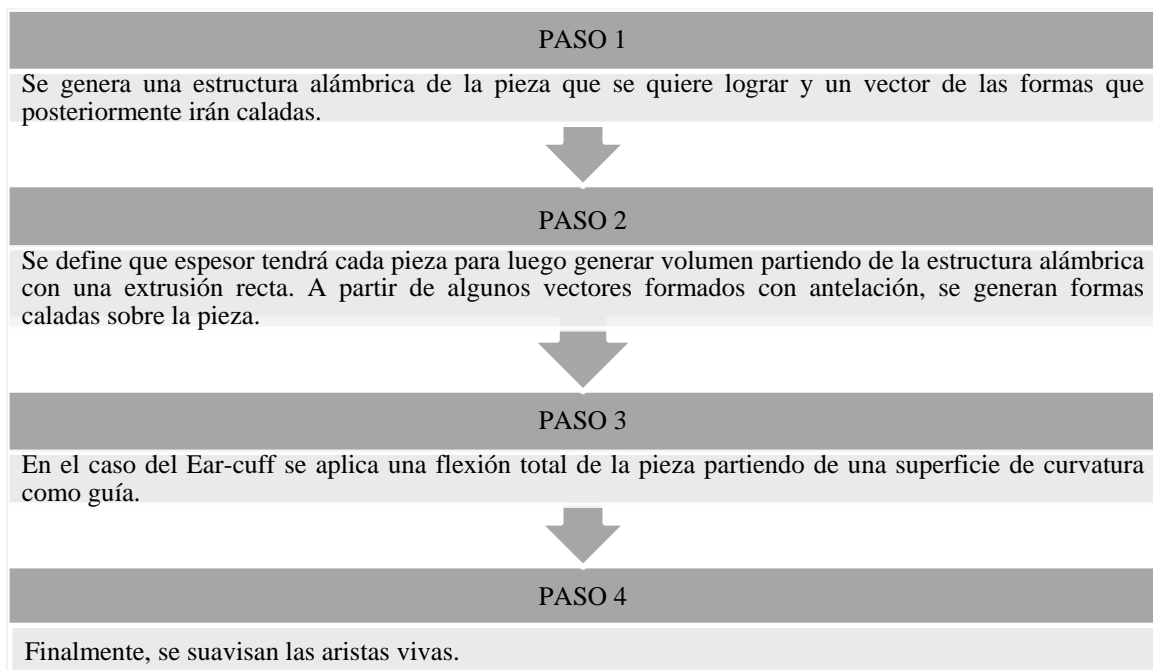 PASO 1
Se genera una estructura alámbrica de la pieza que se quiere lograr y un vector de las formas que
posteriormente irán caladas.
PASO 2
Se define que espesor tendrá cada pieza para luego generar volumen partiendo de la estructura alámbrica
con una extrusión recta. A partir de algunos vectores formados con antelación, se generan formas
caladas sobre la pieza.
PASO 3
En el caso del Ear-cuff se aplica una flexión total de la pieza partiendo de una superficie de curvatura
como guía.
PASO 4
Finalmente, se suavisan las aristas vivas.